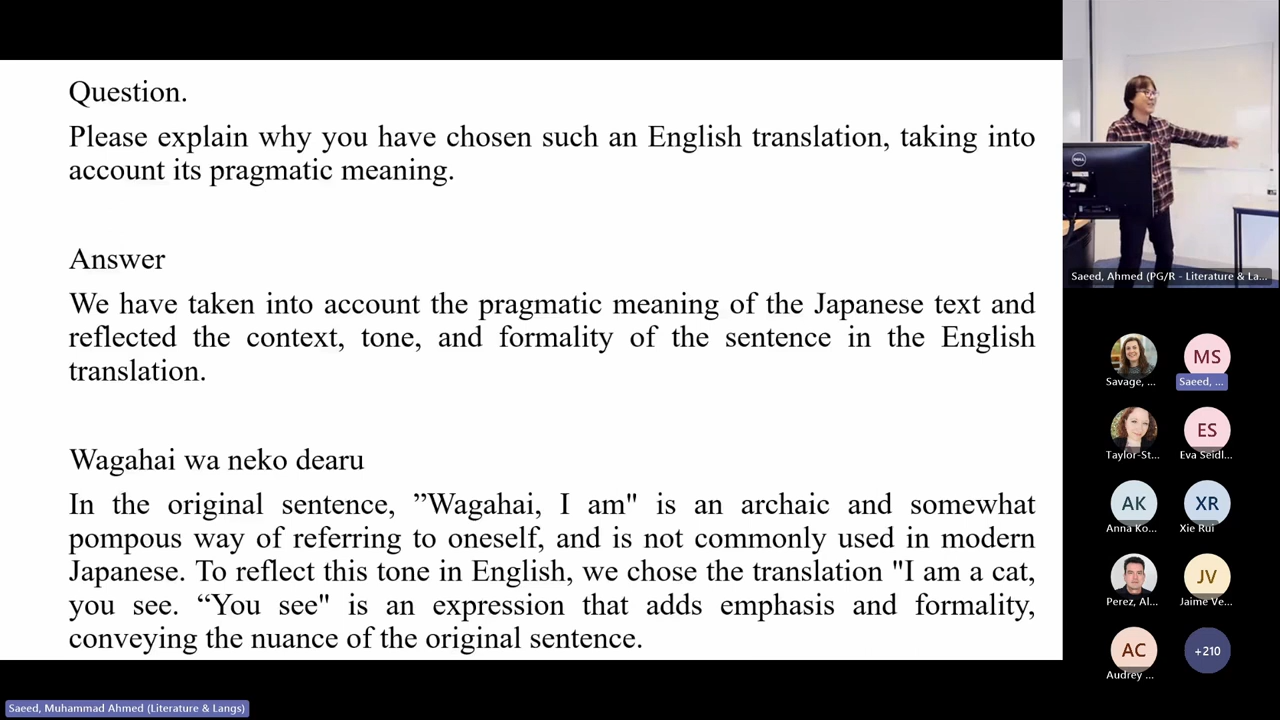 Question.
Please explain why you have chosen such an English translation, taking into
account its pragmatic meaning.
Answer
We have taken into account the pragmatic meaning of the Japanese text and
reflected the context, tone, and formality of the sentence in the English
translation.
Wagahai wa neko dearu
In the original sentence, ”Wagahai, I am" is an archaic and somewhat
pompous way of referring to oneself, and is not commonly used in modern
Japanese. To reflect this tone in English, we chose the translation "I am a cat,
you see. “You see" is an expression that adds emphasis and formality,
conveying the nuance of the original sentence.
DELL
Saeed, Ahmed (PG/R - Literature & La...
Savage, ...
MS
Saeed, ...
Taylor-St...
ES
Eva Seidl...
AK
Anna Ko...
XR
Xie Rui
Perez, Al...
JV
Jaime Ve...
AC
Audrey ...
+210
Saeed, Muhammad Ahmed (Literature & Langs)